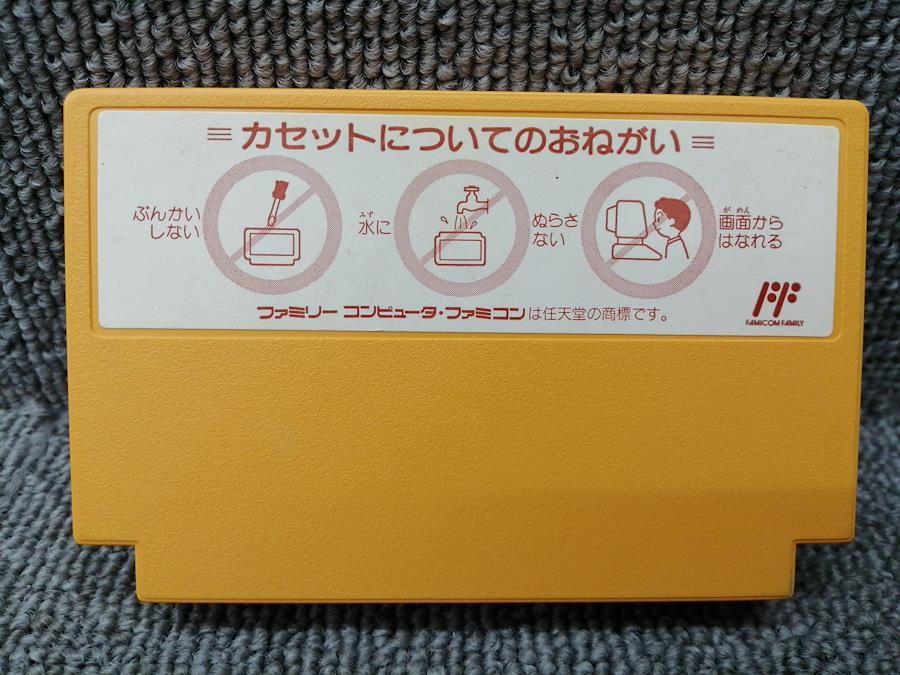 カセットについてのおねがい
ぶんかい
しない
みず
水に
ぬらさ
ない
がめん
画面から
はなれる
ファミリー コンピュータ・ファミコンは任天堂の商標です。
FAMICOM FAMILY